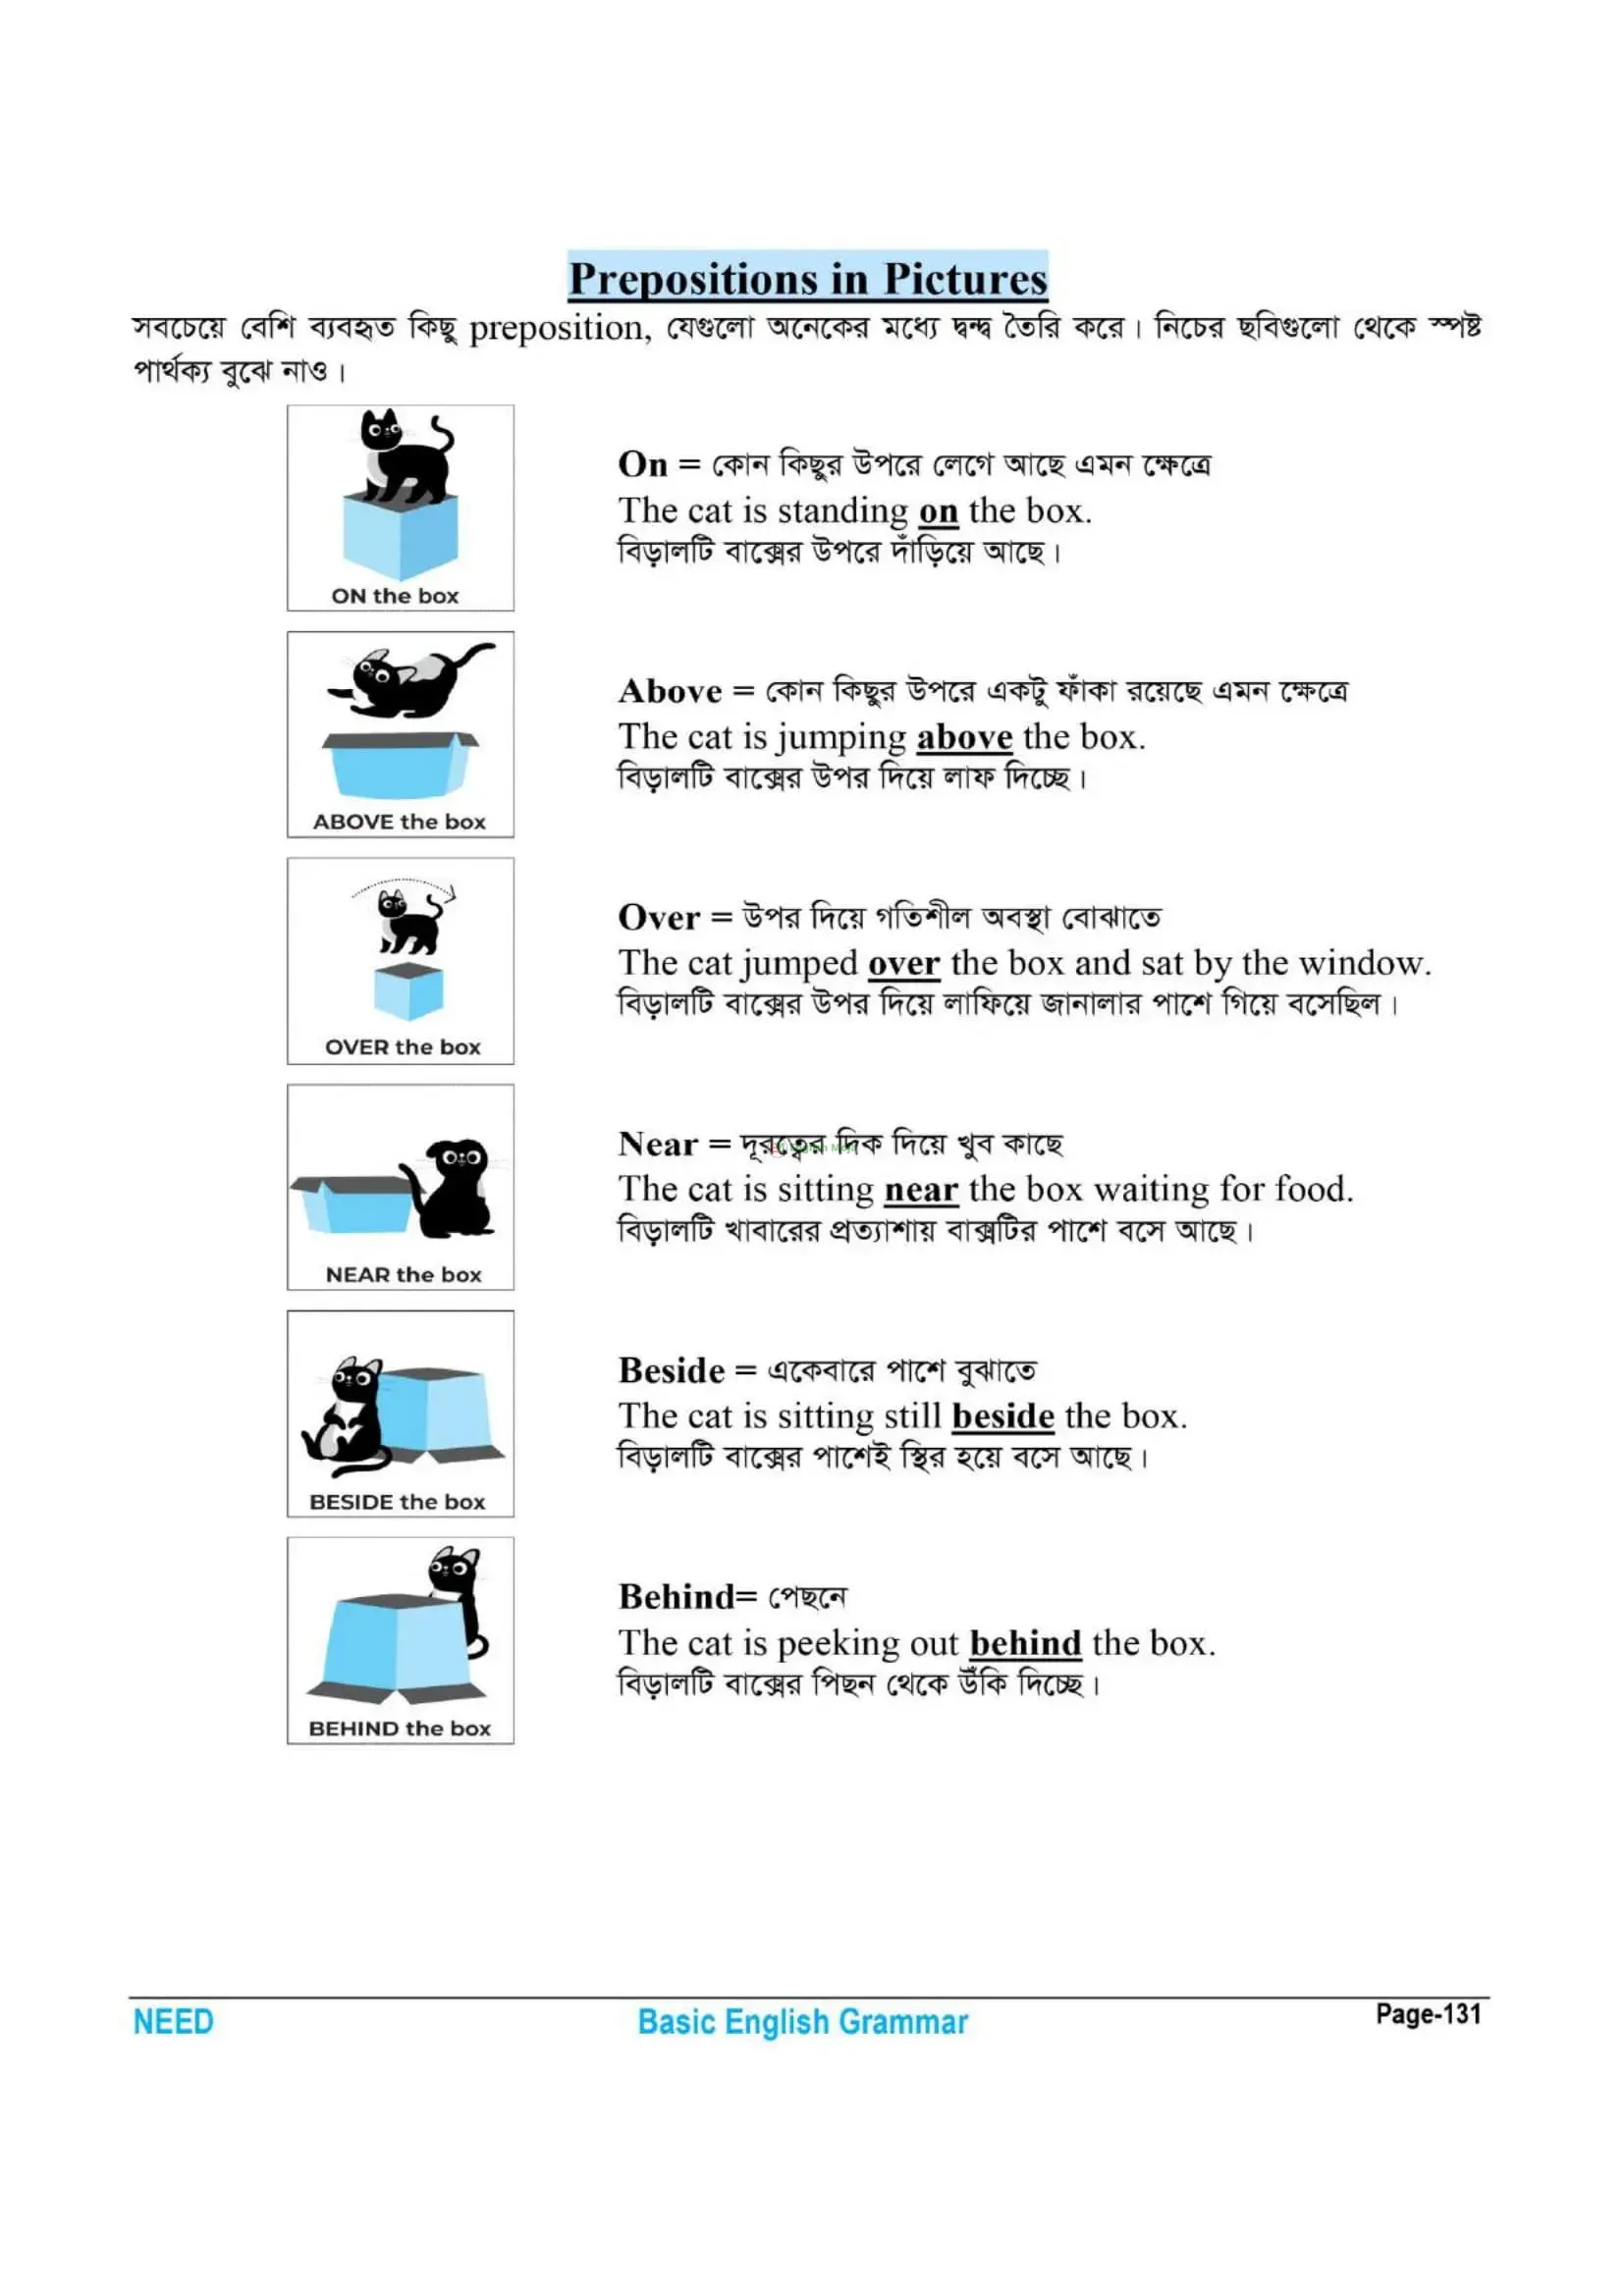 Prepositions in Pictures
সবচেয়ে বেশি ব্যবহৃত কিছু preposition, যেগুলো অনেকের মধ্যে দ্বন্দ্ব তৈরি করে। নিচের ছবিগুলো থেকে স্পষ্ট
পার্থক্য বুঝে নাও।
ON the box
On = কোন কিছুর উপরে লেগে আছে এমন ক্ষেত্রে
The cat is standing on the box.
বিড়ালটি বাক্সের উপরে দাঁড়িয়ে আছে।
ABOVE the box
Above = কোন কিছুর উপরে একটু ফাঁকা রয়েছে এমন ক্ষেত্রে
The cat is jumping above the box.
বিড়ালটি বাক্সের উপর দিয়ে লাফ দিচ্ছে।
OVER the box
Over = উপর দিয়ে গতিশীল অবস্থা বোঝাতে
The cat jumped over the box and sat by the window.
বিড়ালটি বাক্সের উপর দিয়ে লাফিয়ে জানালার পাশে গিয়ে বসেছিল।
NEAR the box
Near = দূরত্বের দিক দিয়ে খুব কাছে
The cat is sitting near the box waiting for food.
বিড়ালটি খাবারের প্রত্যাশায় বাক্সটির পাশে বসে আছে।
BESIDE the box
Beside = একেবারে পাশে বুঝাতে
The cat is sitting still beside the box.
বিড়ালটি বাক্সের পাশেই স্থির হয়ে বসে আছে।
BEHIND the box
Behind= পেছনে
The cat is peeking out behind the box.
বিড়ালটি বাক্সের পিছন থেকে উঁকি দিচ্ছে।
NEED
Basic English Grammar
Page-131